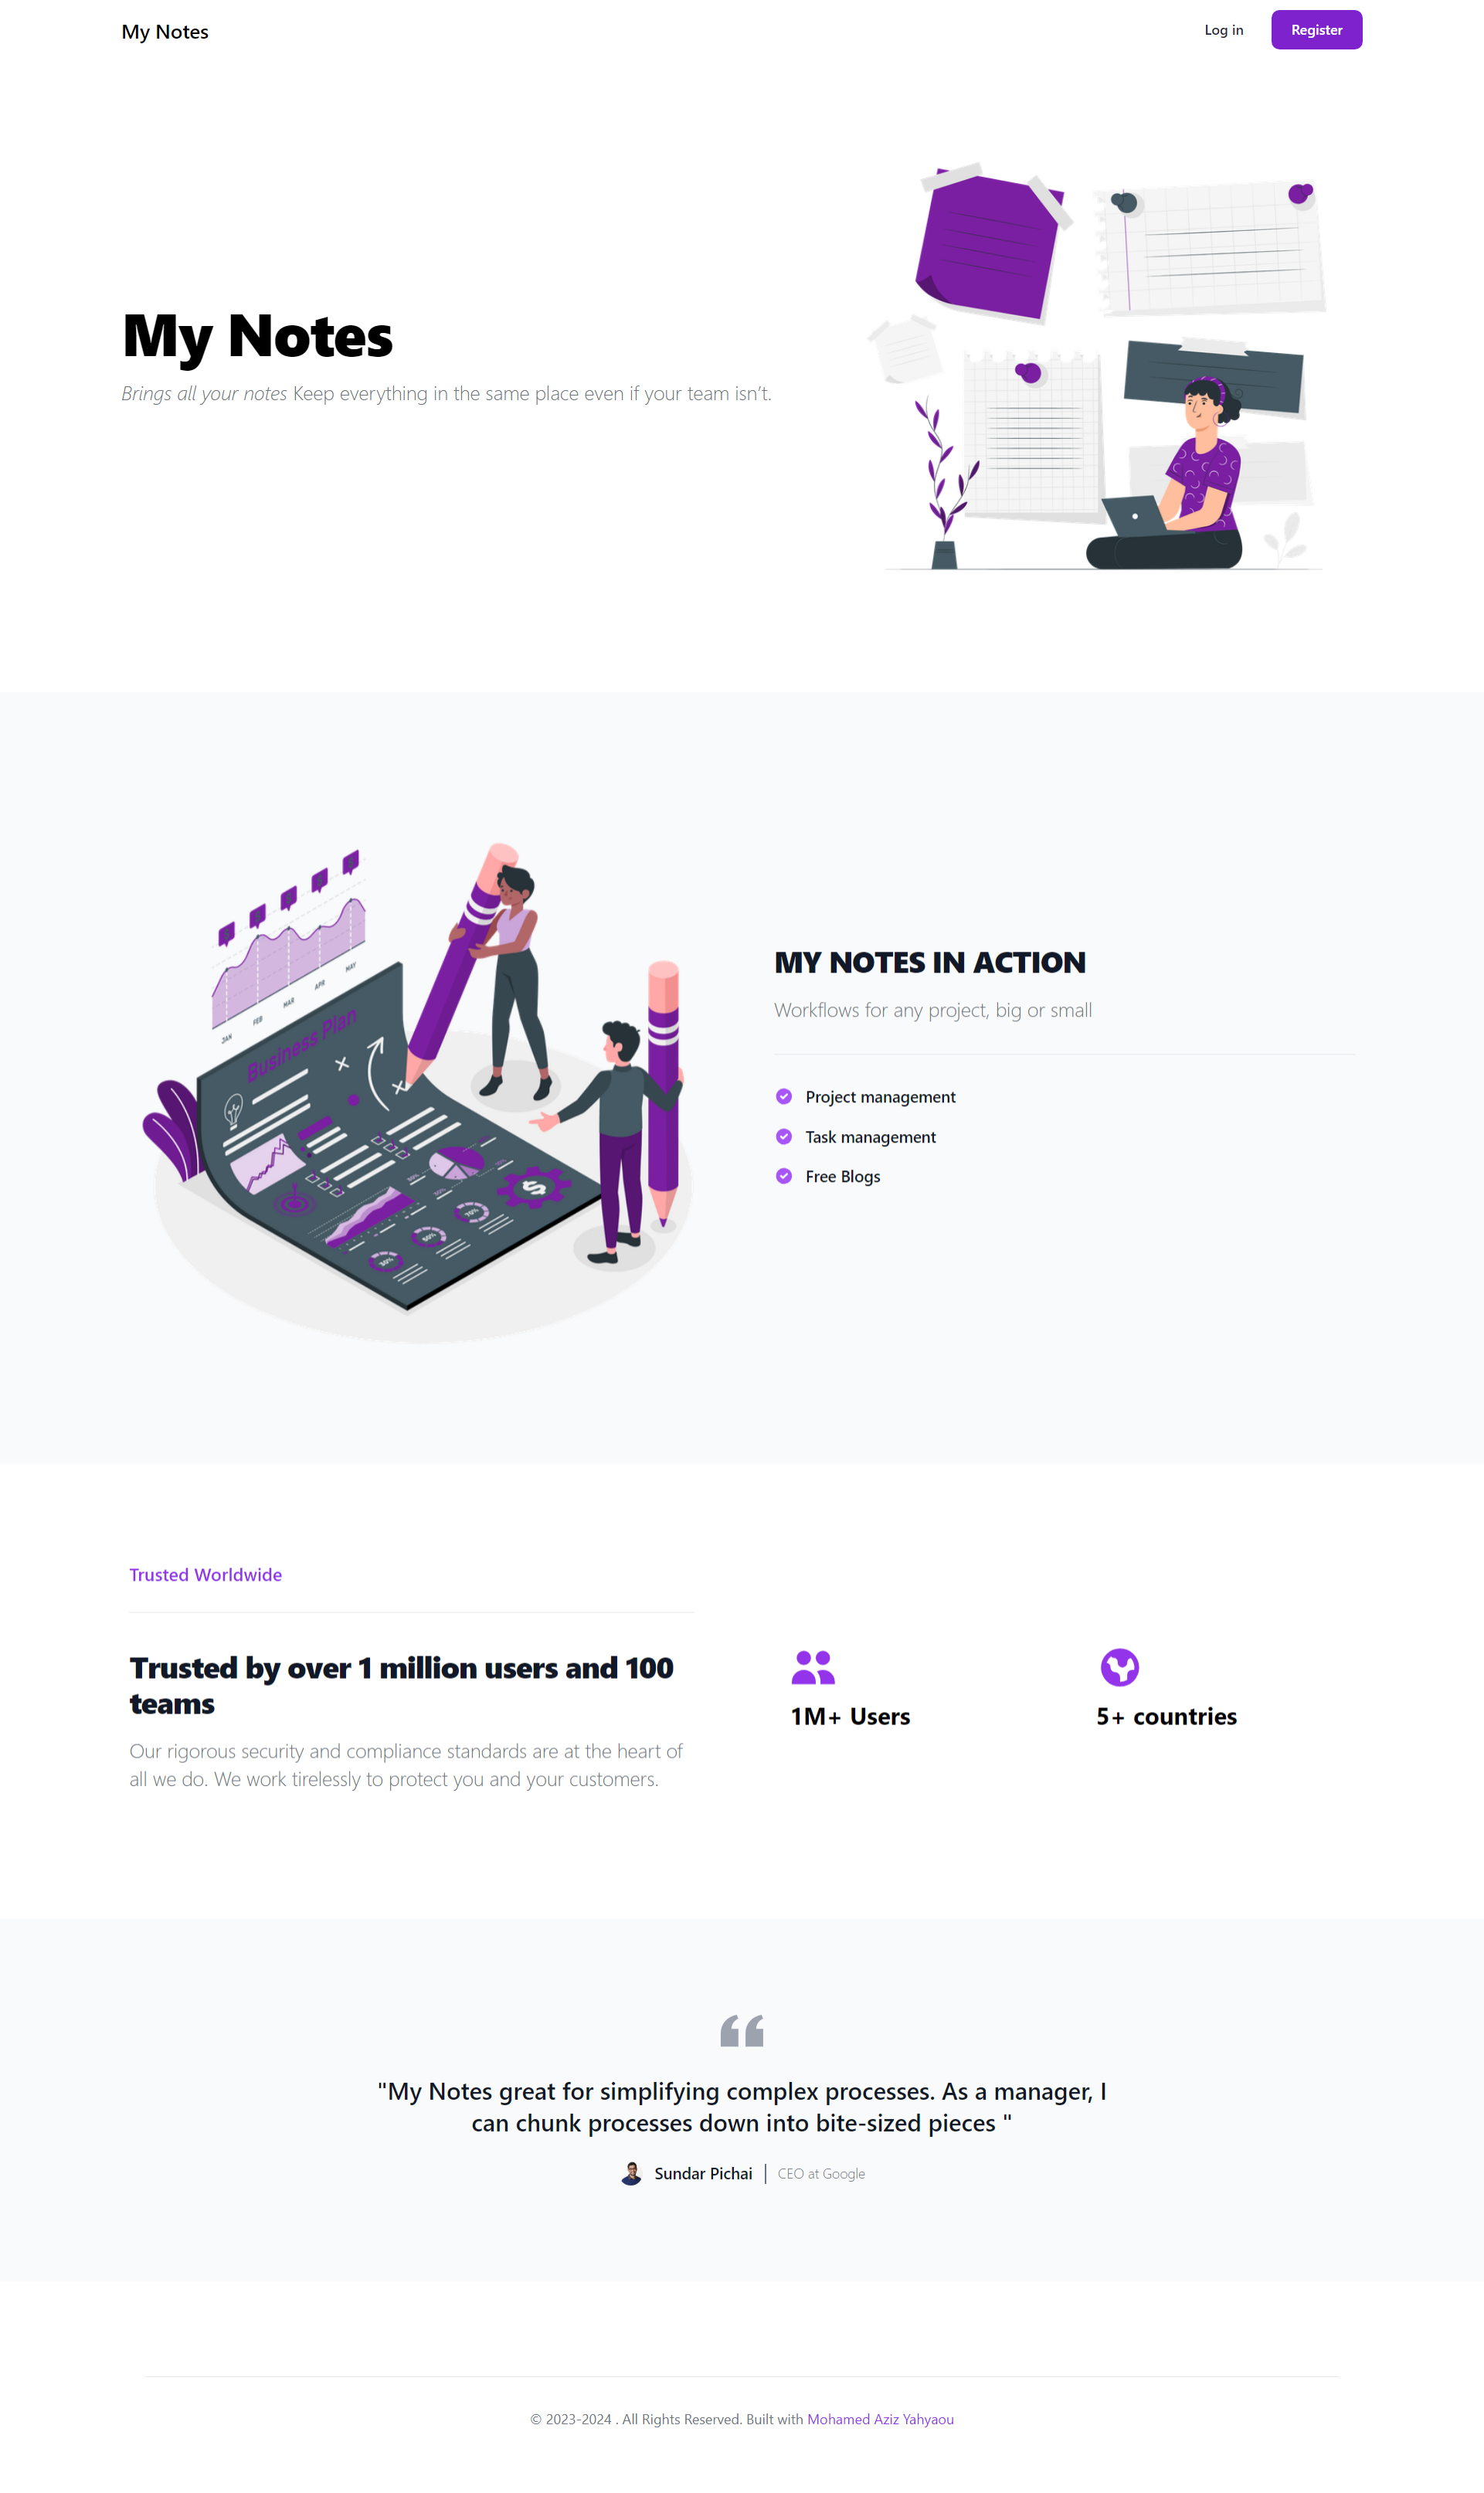 My Notes
Log in
Register
My Notes
Brings all your notes Keep everything in the same place even if your team isn't.
JAN
FEB
MAR
APR
MAY
Business Plan
$
50%
60%
70%
MY NOTES IN ACTION
Workflows for any project, big or small
Project management
Task management
Free Blogs
Trusted Worldwide
Trusted by over 1 million users and 100
teams
Our rigorous security and compliance standards are at the heart of
all we do. We work tirelessly to protect you and your customers.
1M+ Users
5+ countries
"My Notes great for simplifying complex processes. As a manager, I
can chunk processes down into bite-sized pieces "
Sundar Pichai
CEO at Google
© 2023-2024 . All Rights Reserved. Built with Mohamed Aziz Yahyaou